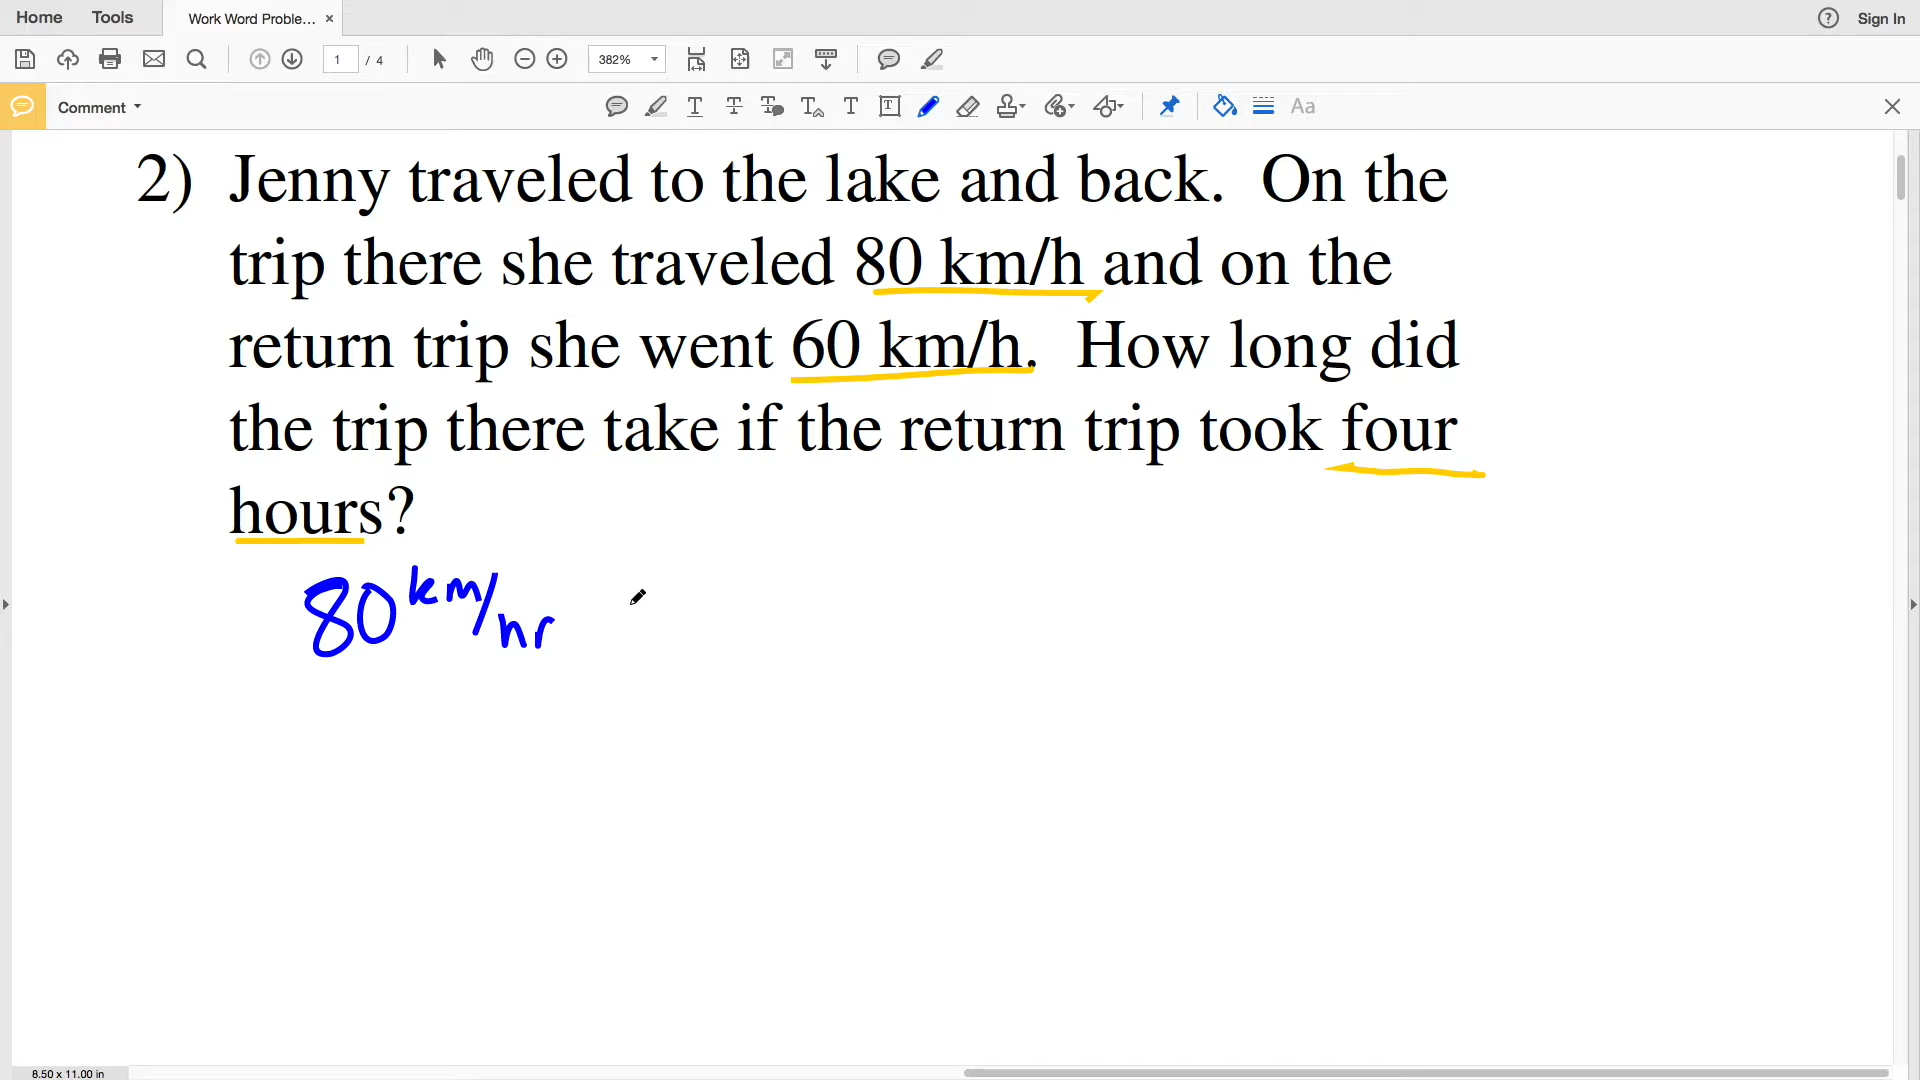 Home Tools Work Word Proble... × Sign In
1 / 4 382%
Comment Aa
2) Jenny traveled to the lake and back. On the
trip there she traveled 80 km/h and on the
return trip she went 60 km/h. How long did
the trip there take if the return trip took four
hours?
80 km/hr
8.50 x 11.00 in